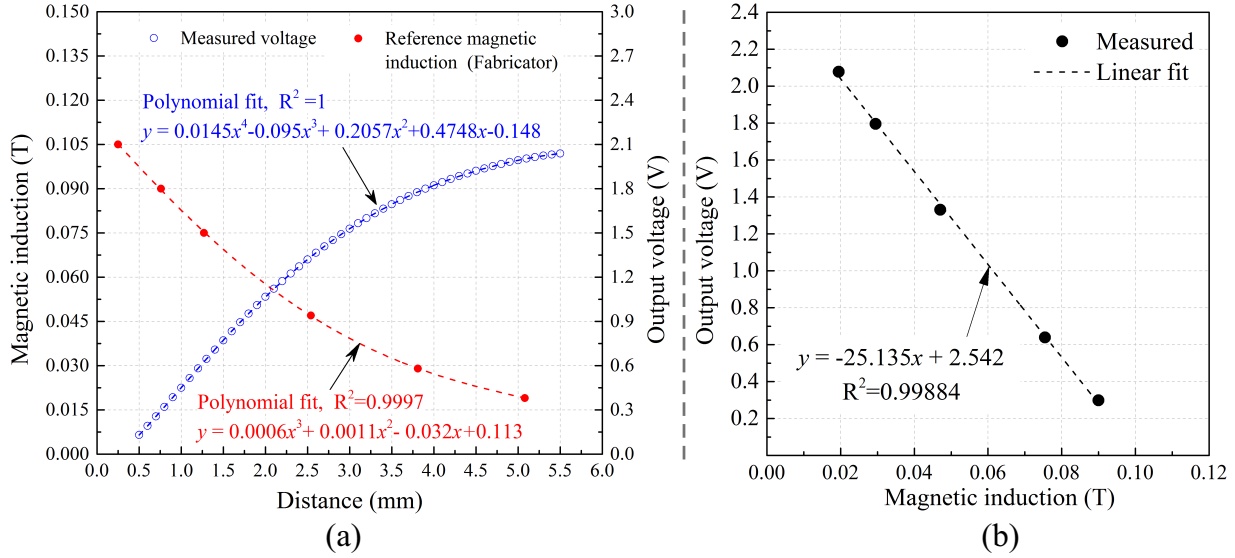 Measured voltage
Reference magnetic
induction (Fabricator)
Polynomial fit, R² =1
y = 0.0145x⁴-0.095x³+ 0.2057x²+0.4748x-0.148
Polynomial fit, R²=0.9997
y = 0.0006x³+ 0.0011x²- 0.032x+0.113
0.150
0.135
0.120
0.105
0.090
0.075
0.060
0.045
0.030
0.015
0.000
Magnetic induction (T)
3.0
2.7
2.4
2.1
1.8
1.5
1.2
0.9
0.6
0.3
0.0
Output voltage (V)
0.0 0.5 1.0 1.5 2.0 2.5 3.0 3.5 4.0 4.5 5.0 5.5 6.0
Distance (mm)
(a)
Measured
Linear fit
y = -25.135x + 2.542
R²=0.99884
2.4
2.2
2.0
1.8
1.6
1.4
1.2
1.0
0.8
0.6
0.4
0.2
Output voltage (V)
0.00 0.02 0.04 0.06 0.08 0.10 0.12
Magnetic induction (T)
(b)